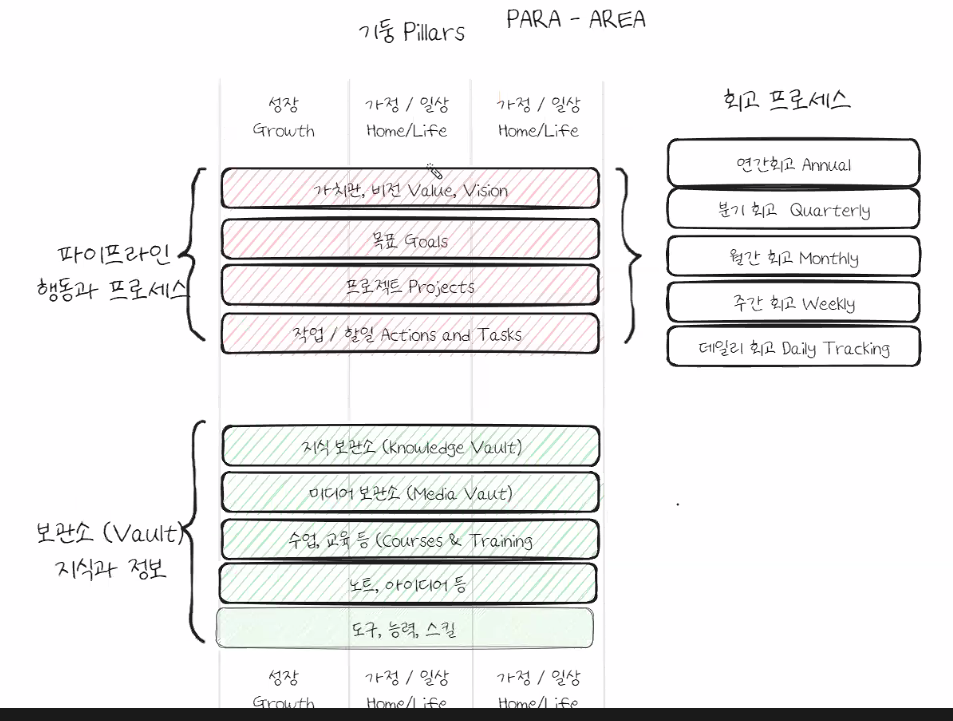 기둥 Pillars
PARA - AREA
성장
Growth
가정 / 일상
Home/Life
가정 / 일상
Home/Life
회고 프로세스
파이프라인
행동과 프로세스
가치관, 비전 Value, Vision
목표 Goals
프로젝트 Projects
작업 / 할일 Actions and Tasks
연간회고 Annual
분기 회고 Quarterly
월간 회고 Monthly
주간 회고 Weekly
데일리 회고 Daily Tracking
보관소 (Vault)
지식과 정보
지식 보관소 (Knowledge Vault)
미디어 보관소 (Media Vaut)
수업, 교육 등 (Courses & Training
노트, 아이디어 등
도구, 능력, 스킬
성장
Growth
가정 / 일상
Home/Life
가정 / 일상
Home/Life